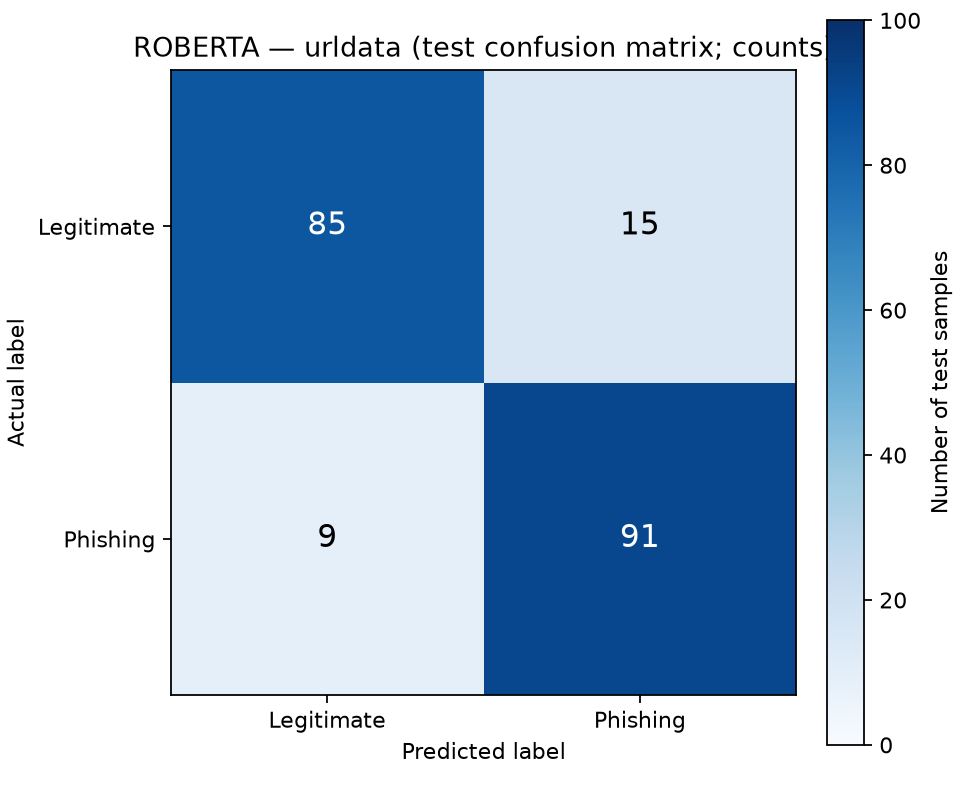 ROBERTA — urldata (test confusion matrix; counts)
Legitimate
Phishing
Actual label
85
15
9
91
Legitimate
Phishing
Predicted label
100
80
60
40
20
0
Number of test samples